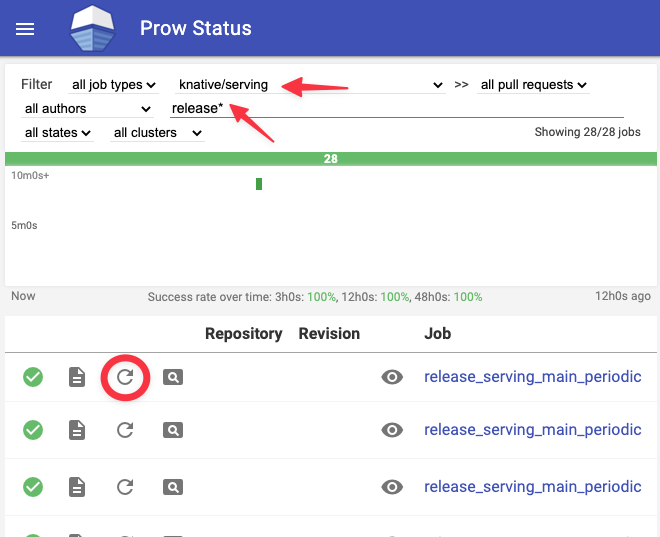 Prow Status
Filter all job types knative/serving >> all pull requests
all authors release*
all states all clusters Showing 28/28 jobs
28
10m0s+
5m0s
Now Success rate over time: 3h0s: 100%, 12h0s: 100%, 48h0s: 100% 12h0s ago
Repository Revision Job
release_serving_main_periodic
release_serving_main_periodic
release_serving_main_periodic